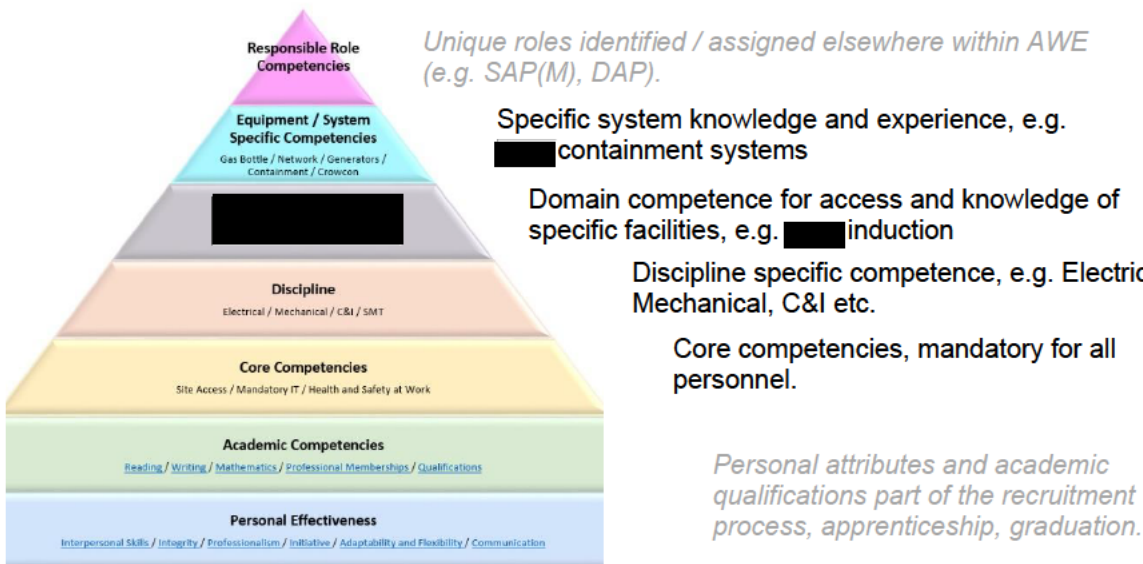 Responsible Role
Competencies
Unique roles identified / assigned elsewhere within AWE
(e.g. SAP(M), DAP).
Equipment / System
Specific Competencies
Gas Bottle / Network / Generators /
Containment / Crowcon
Specific system knowledge and experience, e.g.
containment systems
Domain competence for access and knowledge of
specific facilities, e.g. induction
Discipline
Electrical / Mechanical / C&I / SMT
Discipline specific competence, e.g. Electric
Mechanical, C&I etc.
Core Competencies
Site Access / Mandatory IT / Health and Safety at Work
Core competencies, mandatory for all
personnel.
Academic Competencies
Reading / Writing / Mathematics / Professional Memberships / Qualifications
Personal attributes and academic
qualifications part of the recruitment
process, apprenticeship, graduation.
Personal Effectiveness
Interpersonal Skills / Integrity / Professionalism / Initiative / Adaptability and Flexibility / Communication